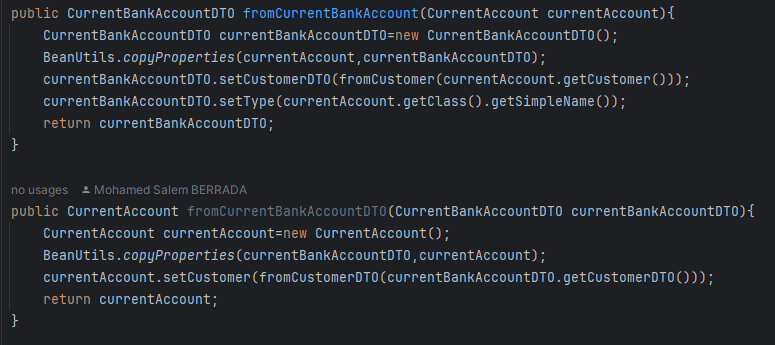 public CurrentBankAccountDTO fromCurrentBankAccount(CurrentAccount currentAccount){
CurrentBankAccountDTO currentBankAccountDTO=new CurrentBankAccountDTO();
BeanUtils.copyProperties(currentAccount,currentBankAccountDTO);
currentBankAccountDTO.setCustomerDTO(fromCustomer(currentAccount.getCustomer()));
currentBankAccountDTO.setType(currentAccount.getClass().getSimpleName());
return currentBankAccountDTO;
}
no usages Mohamed Salem BERRADA
public CurrentAccount fromCurrentBankAccountDTO(CurrentBankAccountDTO currentBankAccountDTO){
CurrentAccount currentAccount=new CurrentAccount();
BeanUtils.copyProperties(currentBankAccountDTO,currentAccount);
currentAccount.setCustomer(fromCustomerDTO(currentBankAccountDTO.getCustomerDTO()));
return currentAccount;
}